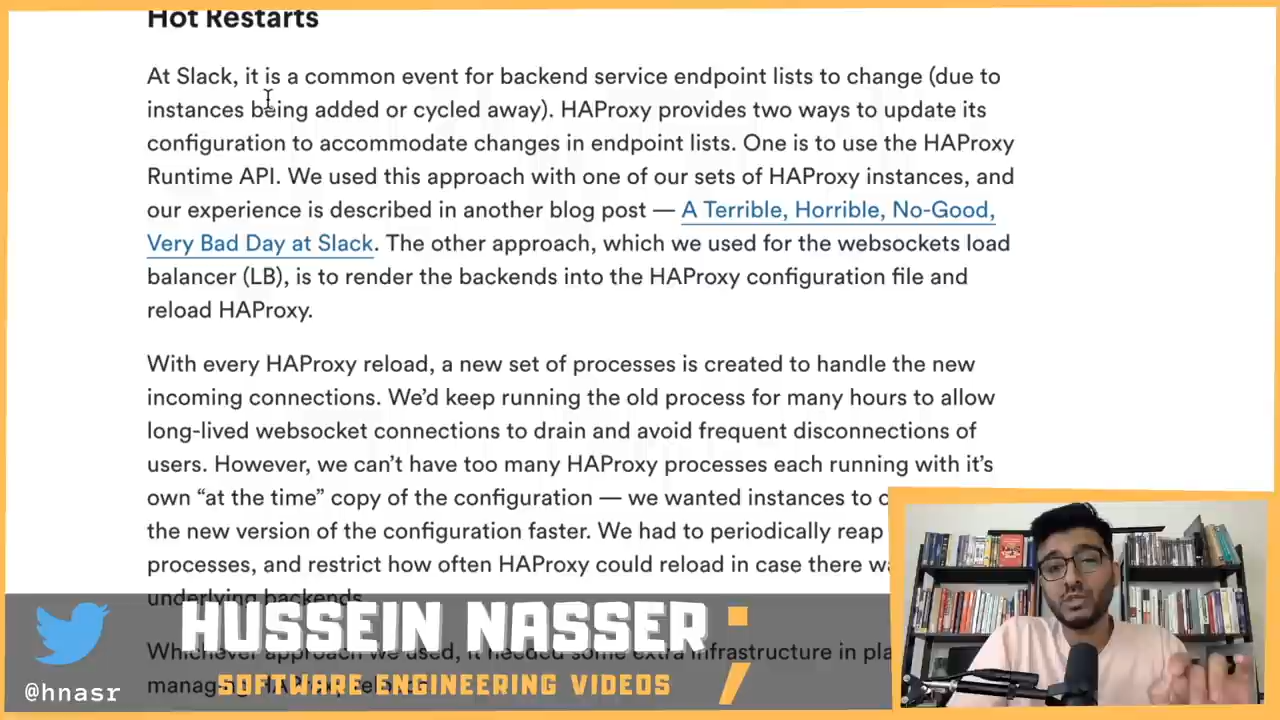 Hot Restarts
At Slack, it is a common event for backend service endpoint lists to change (due to
instances being added or cycled away). HAProxy provides two ways to update its
configuration to accommodate changes in endpoint lists. One is to use the HAProxy
Runtime API. We used this approach with one of our sets of HAProxy instances, and
our experience is described in another blog post — A Terrible, Horrible, No-Good,
Very Bad Day at Slack. The other approach, which we used for the websockets load
balancer (LB), is to render the backends into the HAProxy configuration file and
reload HAProxy.
With every HAProxy reload, a new set of processes is created to handle the new
incoming connections. We’d keep running the old process for many hours to allow
long-lived websocket connections to drain and avoid frequent disconnections of
users. However, we can’t have too many HAProxy processes each running with it’s
own “at the time” copy of the configuration — we wanted instances to
the new version of the configuration faster. We had to periodically reap
processes, and restrict how often HAProxy could reload in case there
underlying backends.
Whichever approach we used, it needed some extra infrastructure in
HUSSEIN NASSER ;
SOFTWARE ENGINEERING VIDEOS
@hnasr